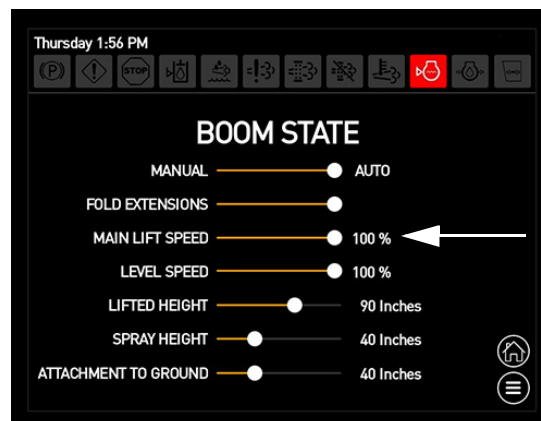 Thursday 1:56 PM
(P) STOP
BOOM STATE
MANUAL AUTO
FOLD EXTENSIONS
MAIN LIFT SPEED 100 %
LEVEL SPEED 100 %
LIFTED HEIGHT 90 Inches
SPRAY HEIGHT 40 Inches
ATTACHMENT TO GROUND 40 Inches